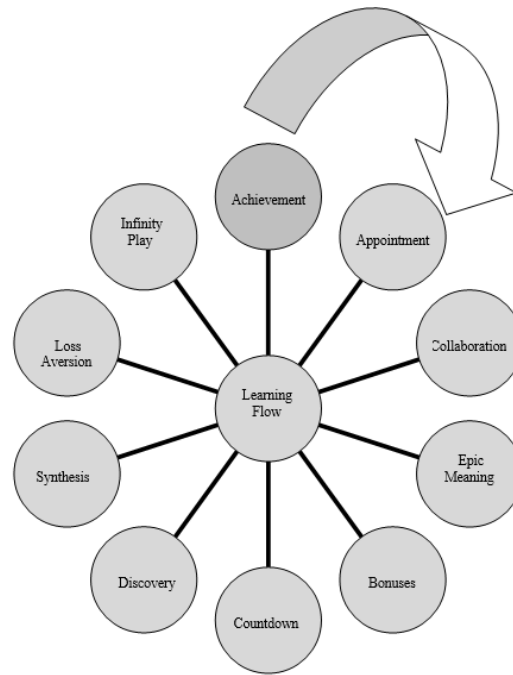 Achievement
Infinity
Play
Appointment
Loss
Aversion
Collaboration
Learning
Flow
Synthesis
Epic
Meaning
Discovery
Bonuses
Countdown